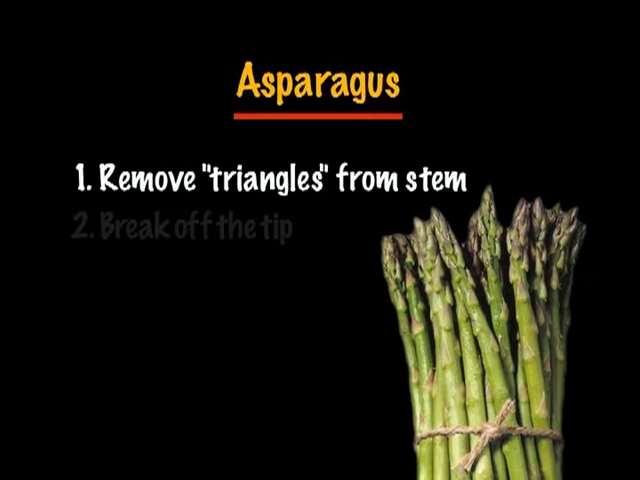 Asparagus
1. Remove "triangles" from stem
2. Break off the tip